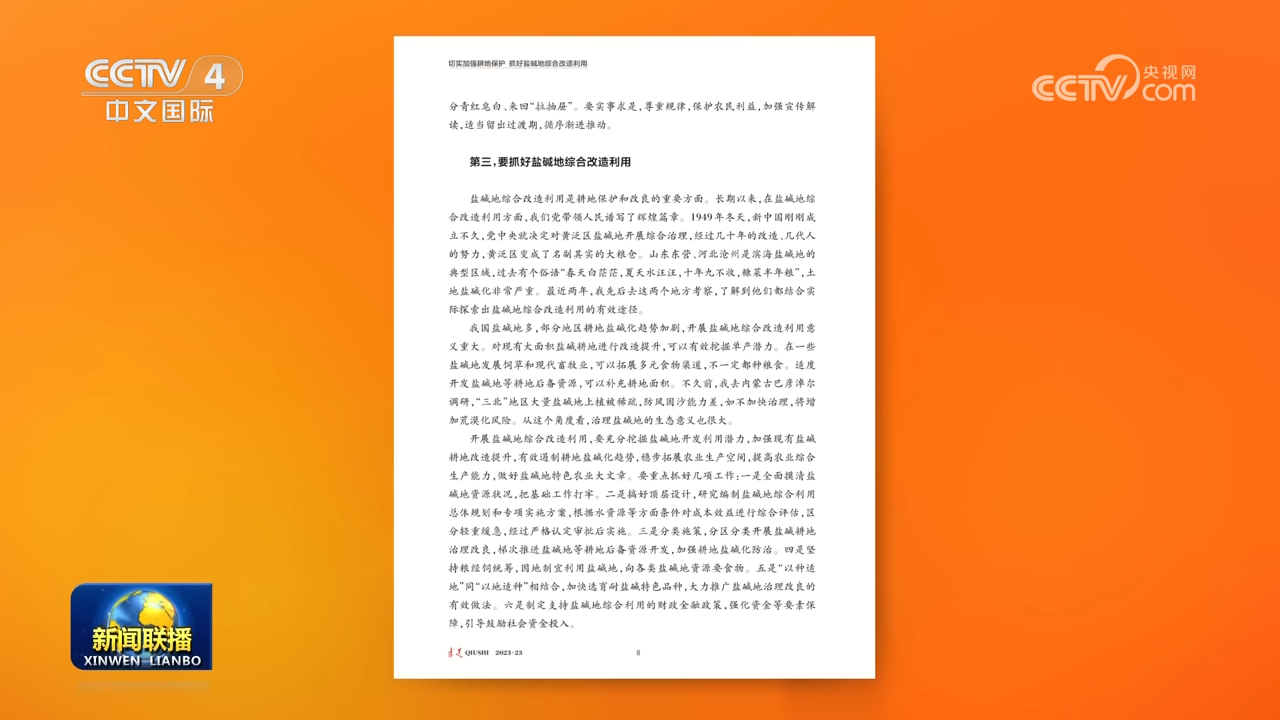 CCTV 4
中文国际
CCTV 央视网
com
切实加强耕地保护 抓好盐碱地综合改造利用
分青红皂白、来回“拉抽屉”。要实事求是,尊重规律,保护农民利益,加强宣传解
读,适当留出过渡期,循序渐进推动。
第三,要抓好盐碱地综合改造利用
盐碱地综合改造利用是耕地保护和改良的重要方面。长期以来,在盐碱地综
合改造利用方面,我们党带领人民谱写了辉煌篇章。1949年冬天,新中国刚刚成
立不久,党中央就决定对黄泛区盐碱地开展综合治理,经过几十年的改造、几代人
的努力,黄泛区变成了名副其实的大粮仓。山东东营、河北沧州是滨海盐碱地的
典型区域,过去有个俗语“春天白茫茫,夏天水汪汪,十年九不收,糠菜半年粮”,土
地盐碱化非常严重。最近两年,我先后去这两个地方考察,了解到他们都结合实
际探索出盐碱地综合改造利用的有效途径。
我国盐碱地多,部分地区耕地盐碱化趋势加剧,开展盐碱地综合改造利用意
义重大。对现有大面积盐碱耕地进行改造提升,可以有效挖掘单产潜力。在一些
盐碱地发展饲草和现代畜牧业,可以拓展多元食物渠道,不一定都种粮食。适度
开发盐碱地等耕地后备资源,可以补充耕地面积。不久前,我去内蒙古巴彦淖尔
调研,“三北”地区大量盐碱地上植被稀疏,防风固沙能力差,如不加快治理,将增
加荒漠化风险。从这个角度看,治理盐碱地的生态意义也很大。
开展盐碱地综合改造利用,要充分挖掘盐碱地开发利用潜力,加强现有盐碱
耕地改造提升,有效遏制耕地盐碱化趋势,稳步拓展农业生产空间,提高农业综合
生产能力,做好盐碱地特色农业大文章。要重点抓好几项工作:一是全面摸清盐
碱地资源状况,把基础工作打牢。二是搞好顶层设计,研究编制盐碱地综合利用
总体规划和专项实施方案,根据水资源等方面条件对成本效益进行综合评估,区
分轻重缓急,经过严格认定审批后实施。三是分类施策,分区分类开展盐碱耕地
治理改良,梯次推进盐碱地等耕地后备资源开发,加强耕地盐碱化防治。四是坚
持粮经饲统筹,因地制宜利用盐碱地,向各类盐碱地资源要食物。五是“以种适
地”同“以地适种”相结合,加快选育耐盐碱特色品种,大力推广盐碱地治理改良的
有效做法。六是制定支持盐碱地综合利用的财政金融政策,强化资金等要素保
障,引导鼓励社会资金投入。
求是 QIUSHI 2023·23 8
新闻联播
XINWEN LIANBO